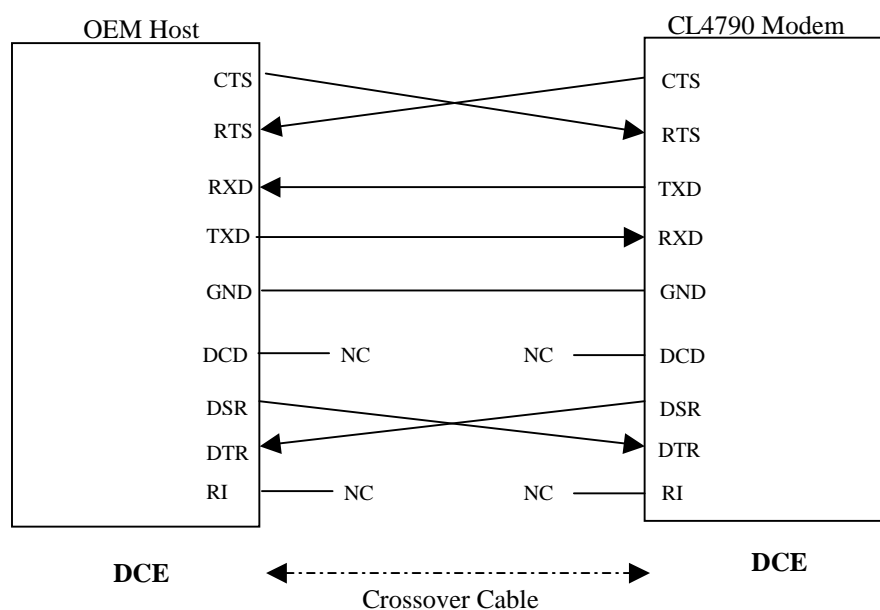 OEM Host
CL4790 Modem
CTS
CTS
RTS
RTS
RXD
TXD
TXD
RXD
GND
GND
DCD
NC
NC
DCD
DSR
DSR
DTR
DTR
RI
NC
NC
RI
DCE
DCE
Crossover Cable